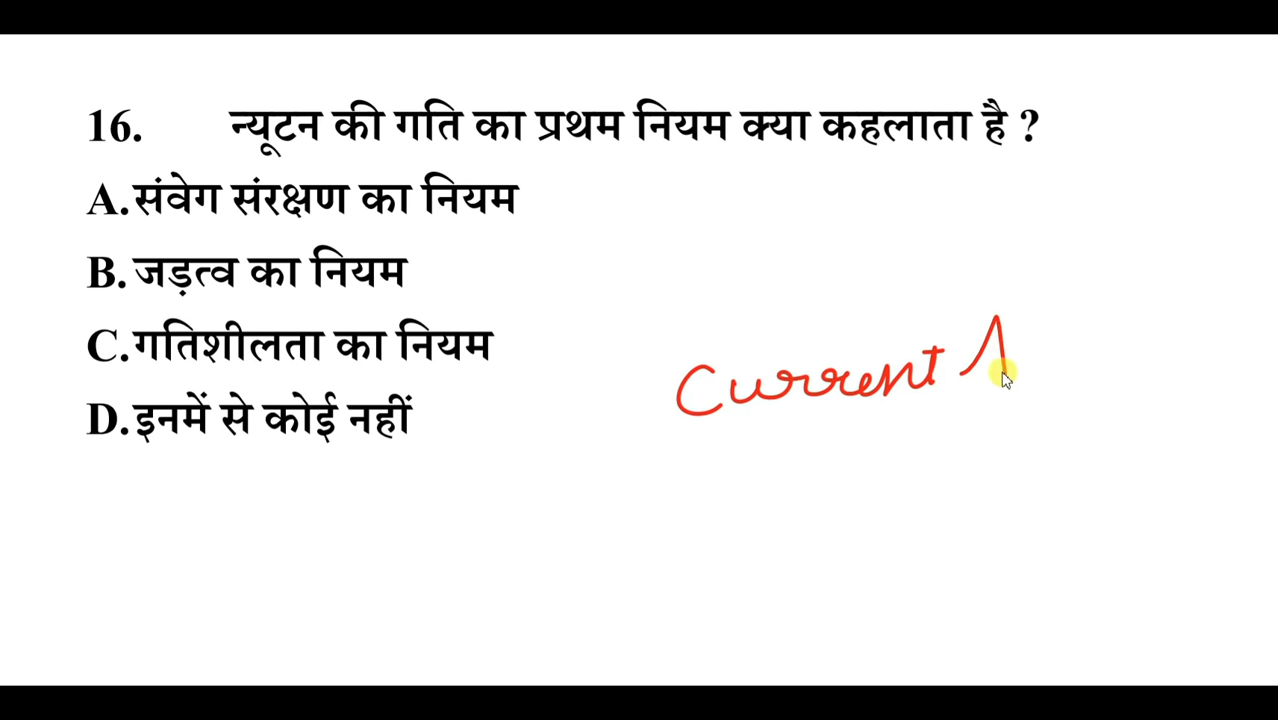 16. न्यूटन की गति का प्रथम नियम क्या कहलाता है ?
A.संवेग संरक्षण का नियम
B.जड़त्व का नियम
C.गतिशीलता का नियम
D.इनमें से कोई नहीं
Current